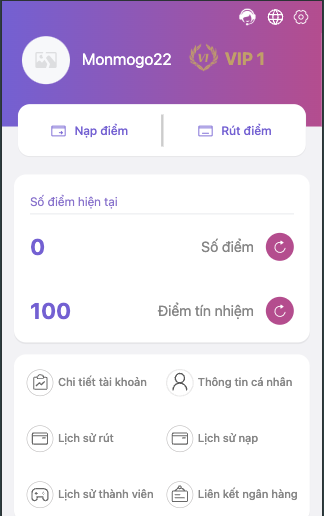 Monmogo22
VI
VIP 1
Nạp điểm
Rút điểm
Số điểm hiện tại
0 Số điểm
100 Điểm tín nhiệm
Chi tiết tài khoản
Thông tin cá nhân
Lịch sử rút
Lịch sử nạp
Lịch sử thành viên
Liên kết ngân hàng